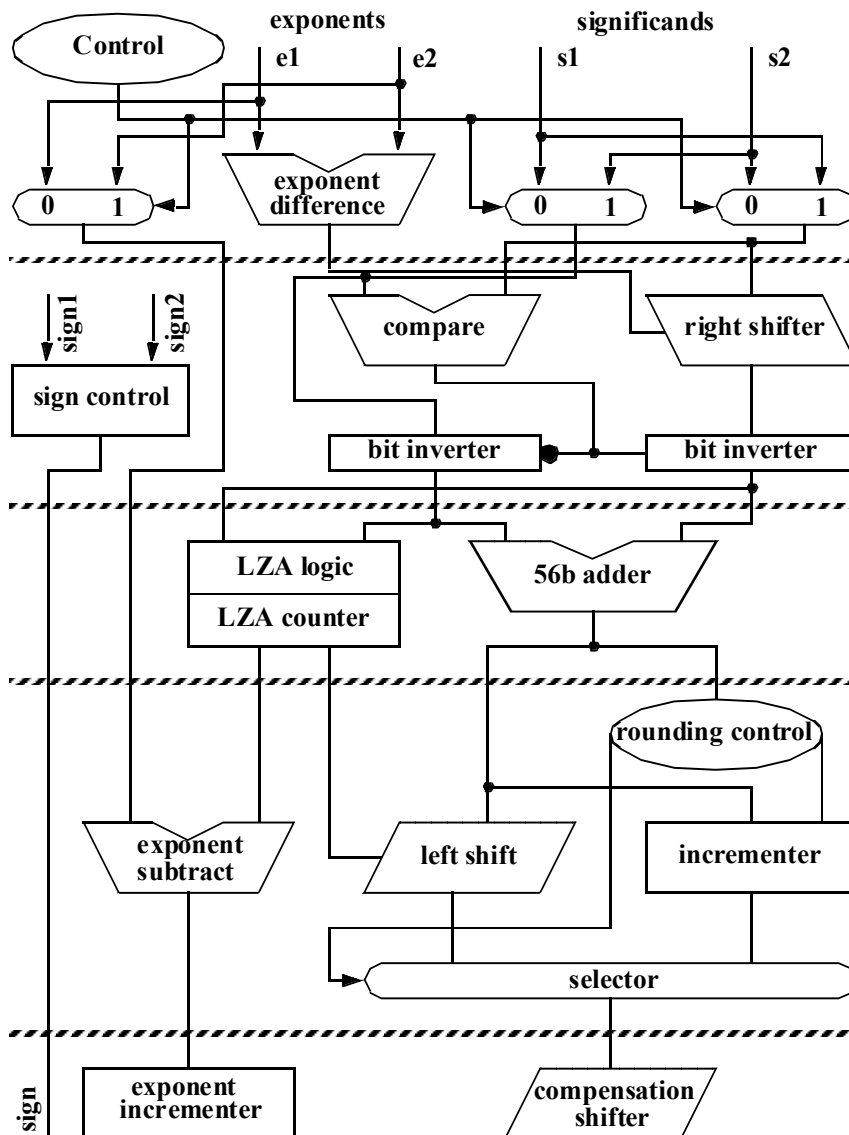 exponents significands
Control
e1 e2 s1 s2
0 1
exponent
difference
0 1
0 1
sign1 sign2
compare
right shifter
sign control
bit inverter
bit inverter
LZA logic
56b adder
LZA counter
rounding control
exponent
subtract
left shift
incrementer
selector
sign
exponent
incrementer
compensation
shifter